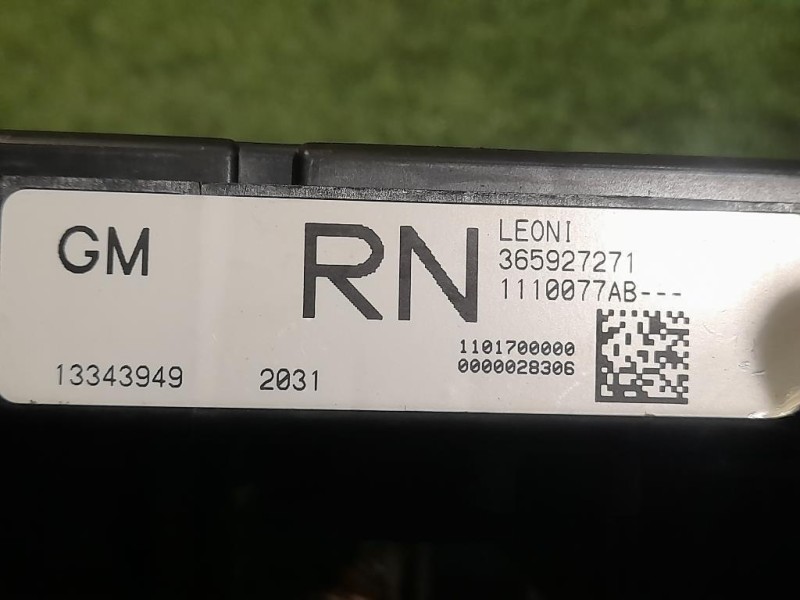 GM
RN
LEONI
365927271
1110077AB---
1101700000
0000028306
13343949
2031